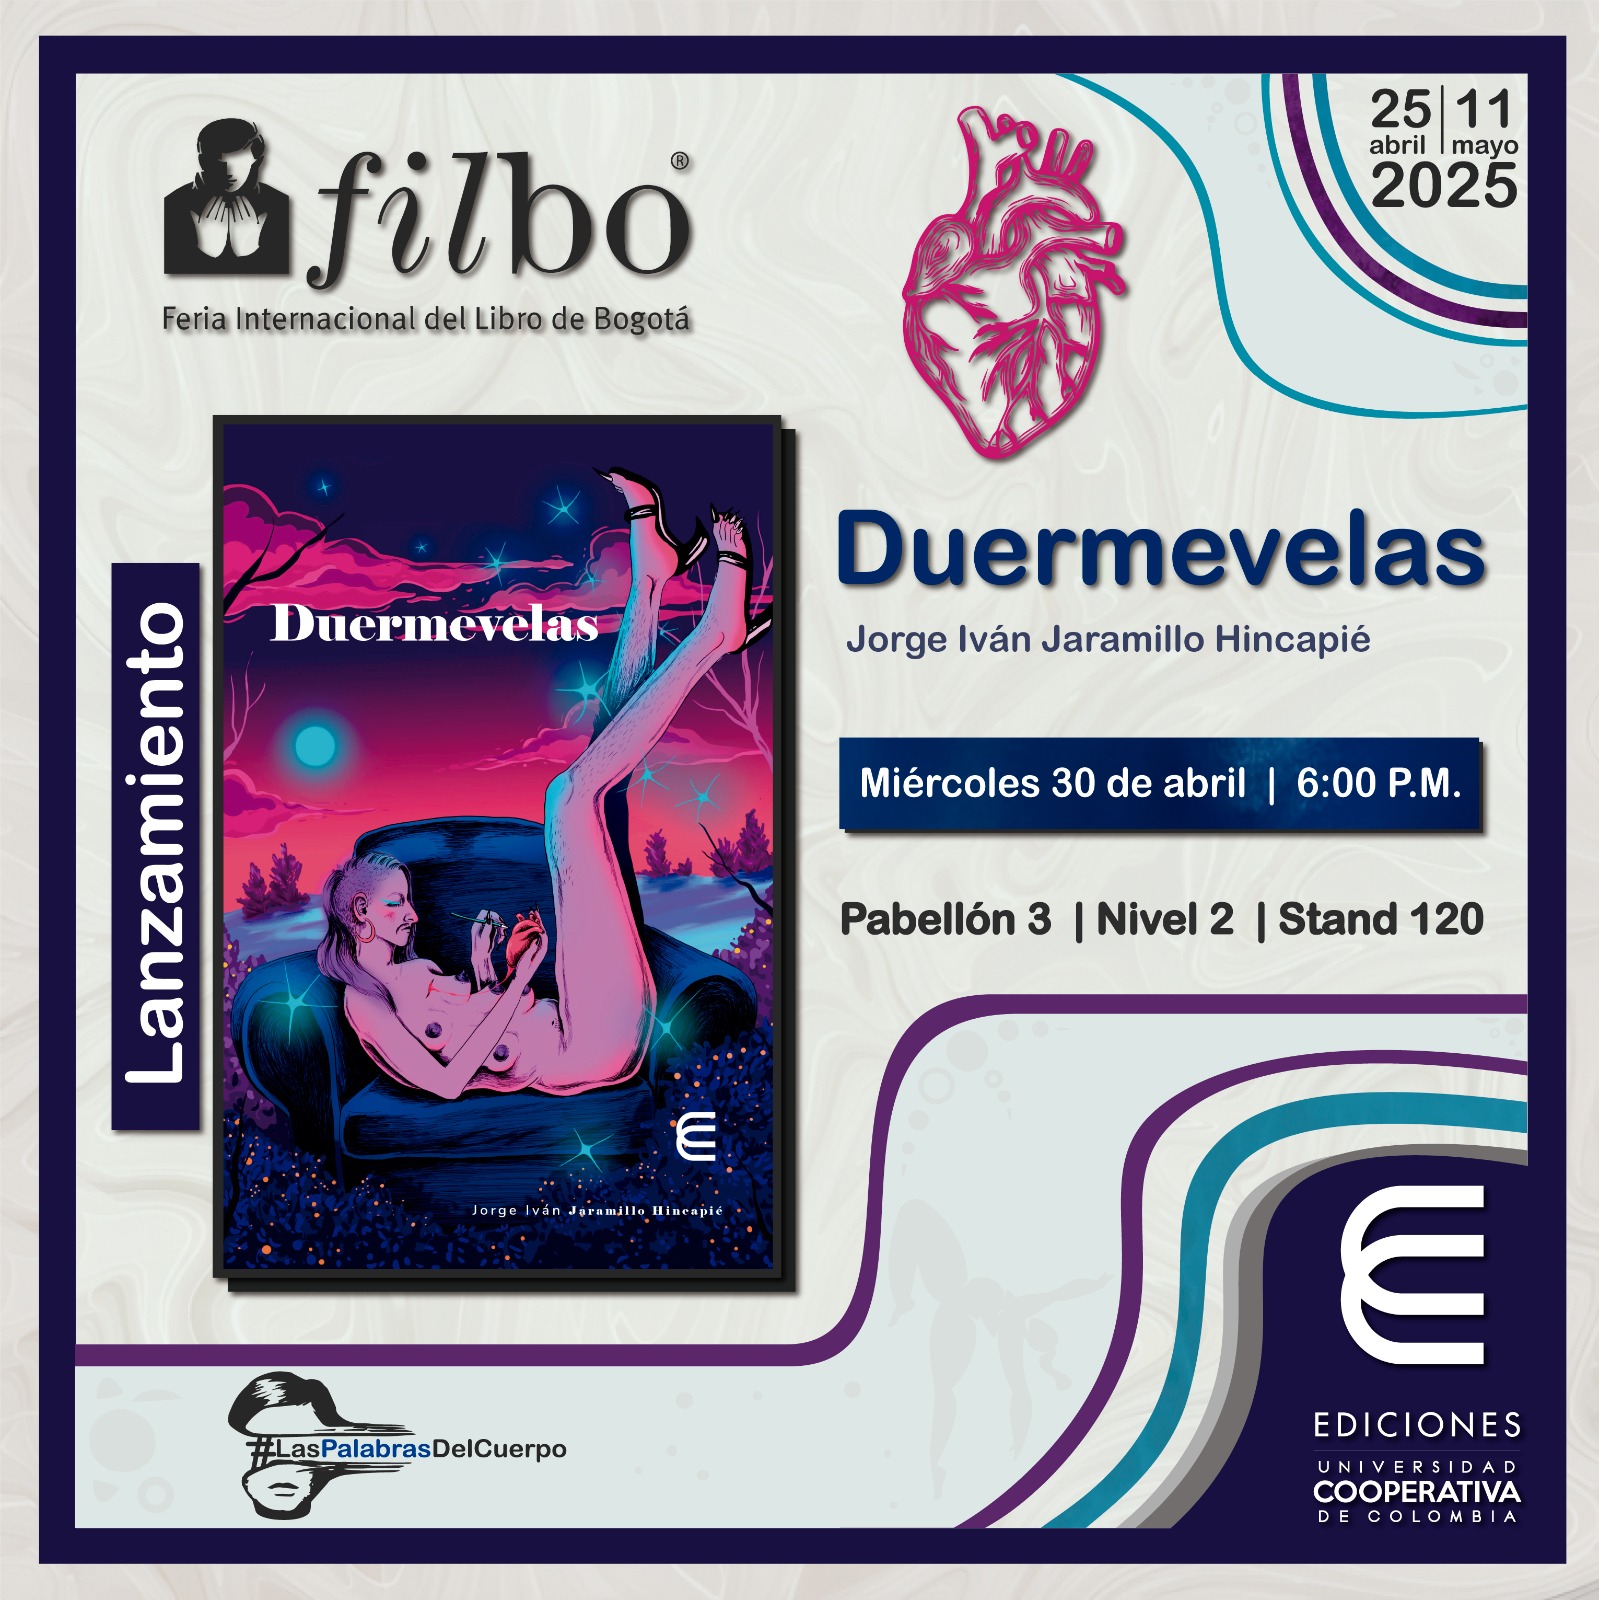 filbo®
Feria Internacional del Libro de Bogotá
25 | 11
abril | mayo
2025
Lanzamiento
Duermevelas
Jorge Iván Jaramillo Hincapié
Duermevelas
Jorge Iván Jaramillo Hincapié
Miércoles 30 de abril | 6:00 P.M.
Pabellón 3 | Nivel 2 | Stand 120
#LasPalabrasDelCuerpo
EDICIONES
UNIVERSIDAD
COOPERATIVA
DE COLOMBIA